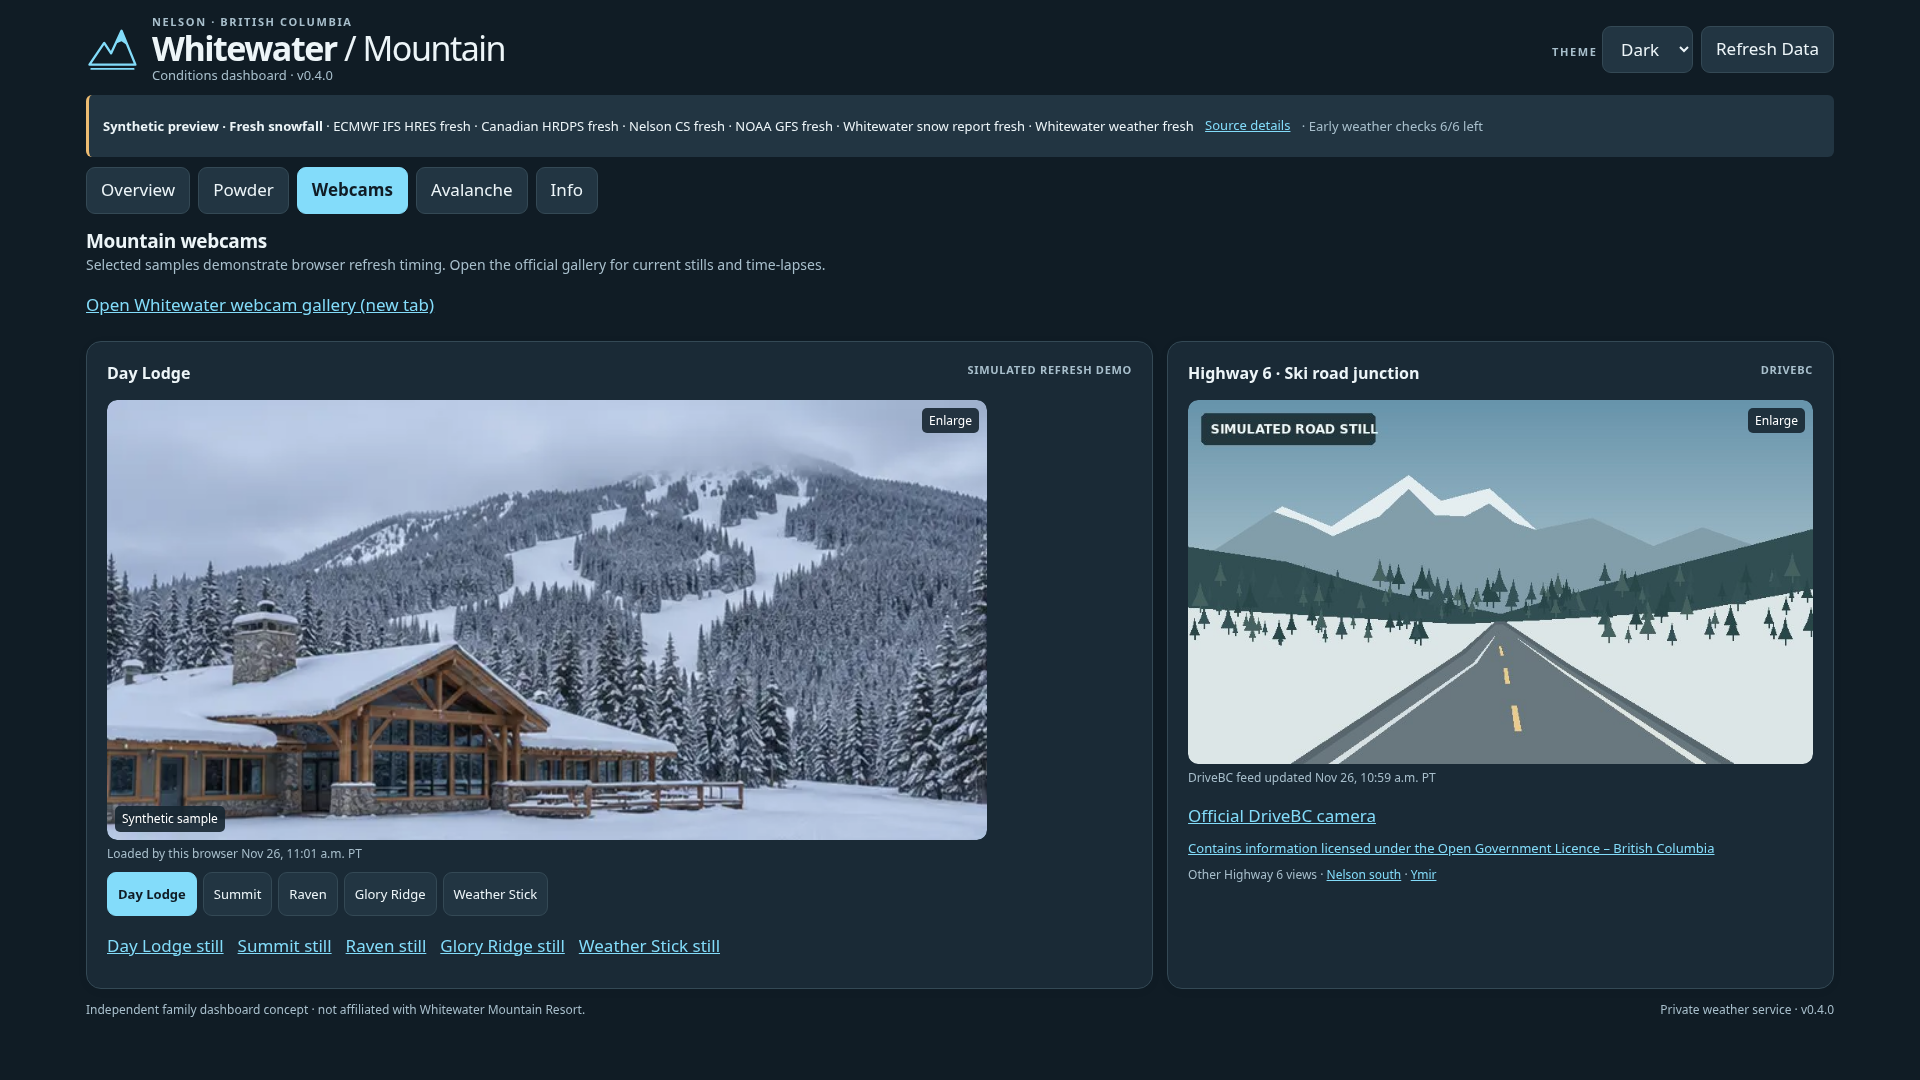 NELSON · BRITISH COLUMBIA
Whitewater / Mountain
Conditions dashboard · v0.4.0
THEME Dark Refresh Data
Synthetic preview · Fresh snowfall · ECMWF IFS HRES fresh · Canadian HRDPS fresh · Nelson CS fresh · NOAA GFS fresh · Whitewater snow report fresh · Whitewater weather fresh Source details · Early weather checks 6/6 left
Overview Powder Webcams Avalanche Info
Mountain webcams
Selected samples demonstrate browser refresh timing. Open the official gallery for current stills and time-lapses.
Open Whitewater webcam gallery (new tab)
Day Lodge SIMULATED REFRESH DEMO
Enlarge
Synthetic sample
Loaded by this browser Nov 26, 11:01 a.m. PT
Day Lodge Summit Raven Glory Ridge Weather Stick
Day Lodge still Summit still Raven still Glory Ridge still Weather Stick still
Highway 6 · Ski road junction DRIVEBC
SIMULATED ROAD STILL Enlarge
DriveBC feed updated Nov 26, 10:59 a.m. PT
Official DriveBC camera
Contains information licensed under the Open Government Licence – British Columbia
Other Highway 6 views · Nelson south · Ymir
Independent family dashboard concept · not affiliated with Whitewater Mountain Resort.
Private weather service · v0.4.0